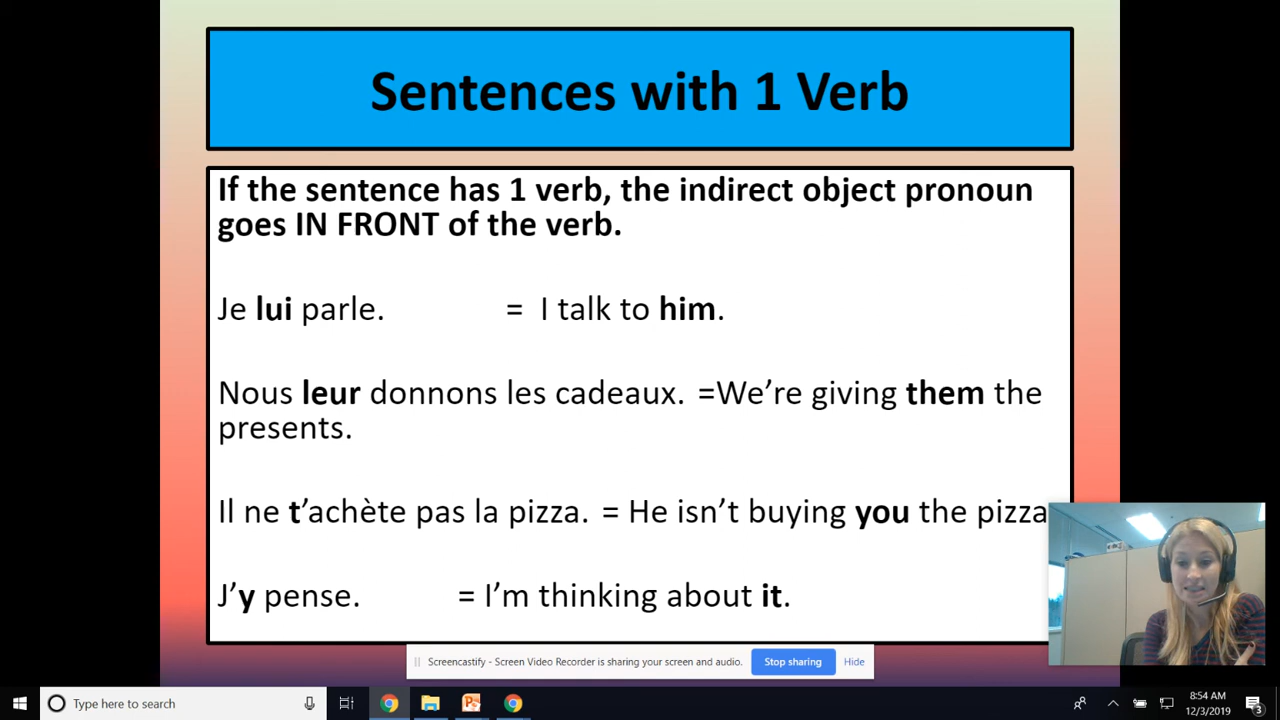 Sentences with 1 Verb
If the sentence has 1 verb, the indirect object pronoun
goes IN FRONT of the verb.
Je lui parle. = I talk to him.
Nous leur donnons les cadeaux. =We’re giving them the
presents.
Il ne t’achète pas la pizza. = He isn’t buying you the pizza
J’y pense. = I’m thinking about it.
Screencastify - Screen Video Recorder is sharing your screen and audio. Stop sharing Hide
Type here to search
8:54 AM
12/3/2019
3